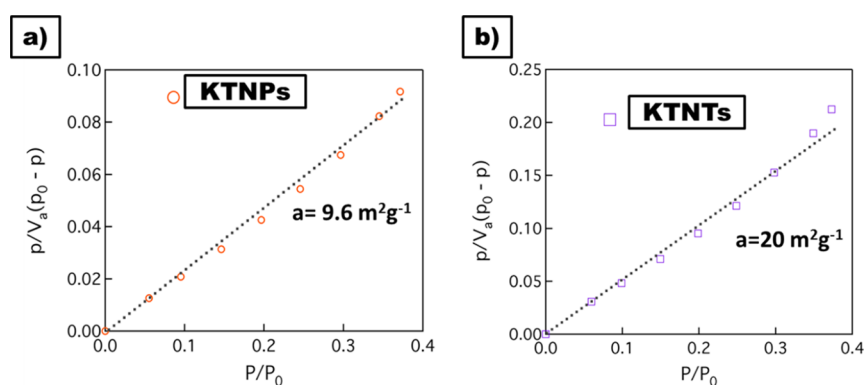 a)
KTNPs
0.10
0.08
0.06
0.04
0.02
0.00
p/Vₐ(p₀ - p)
a= 9.6 m²g⁻¹
0.0 0.1 0.2 0.3 0.4
P/P₀
b)
KTNTs
0.25
0.20
0.15
0.10
0.05
0.00
p/Vₐ(p₀ - p)
a=20 m²g⁻¹
0.0 0.1 0.2 0.3 0.4
P/P₀